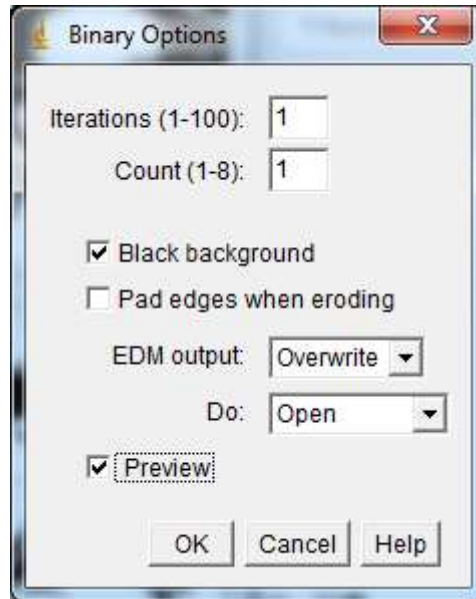 Binary Options
Iterations (1-100): 1
Count (1-8): 1
Black background
Pad edges when eroding
EDM output: Overwrite
Do: Open
Preview
OK Cancel Help